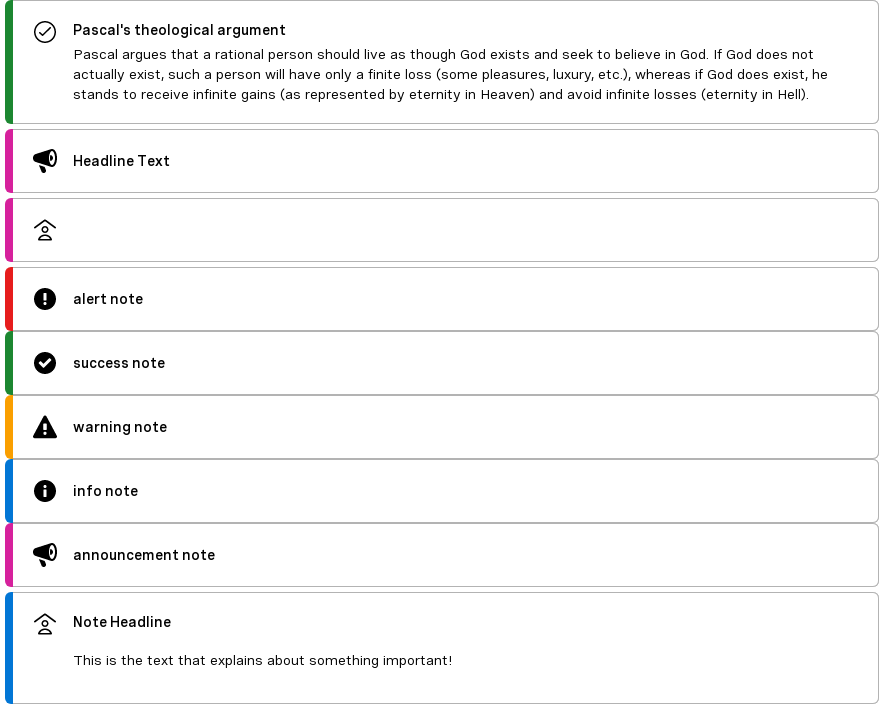 Pascal's theological argument
Pascal argues that a rational person should live as though God exists and seek to believe in God. If God does not
actually exist, such a person will have only a finite loss (some pleasures, luxury, etc.), whereas if God does exist, he
stands to receive infinite gains (as represented by eternity in Heaven) and avoid infinite losses (eternity in Hell).
Headline Text
alert note
success note
warning note
info note
announcement note
Note Headline
This is the text that explains about something important!